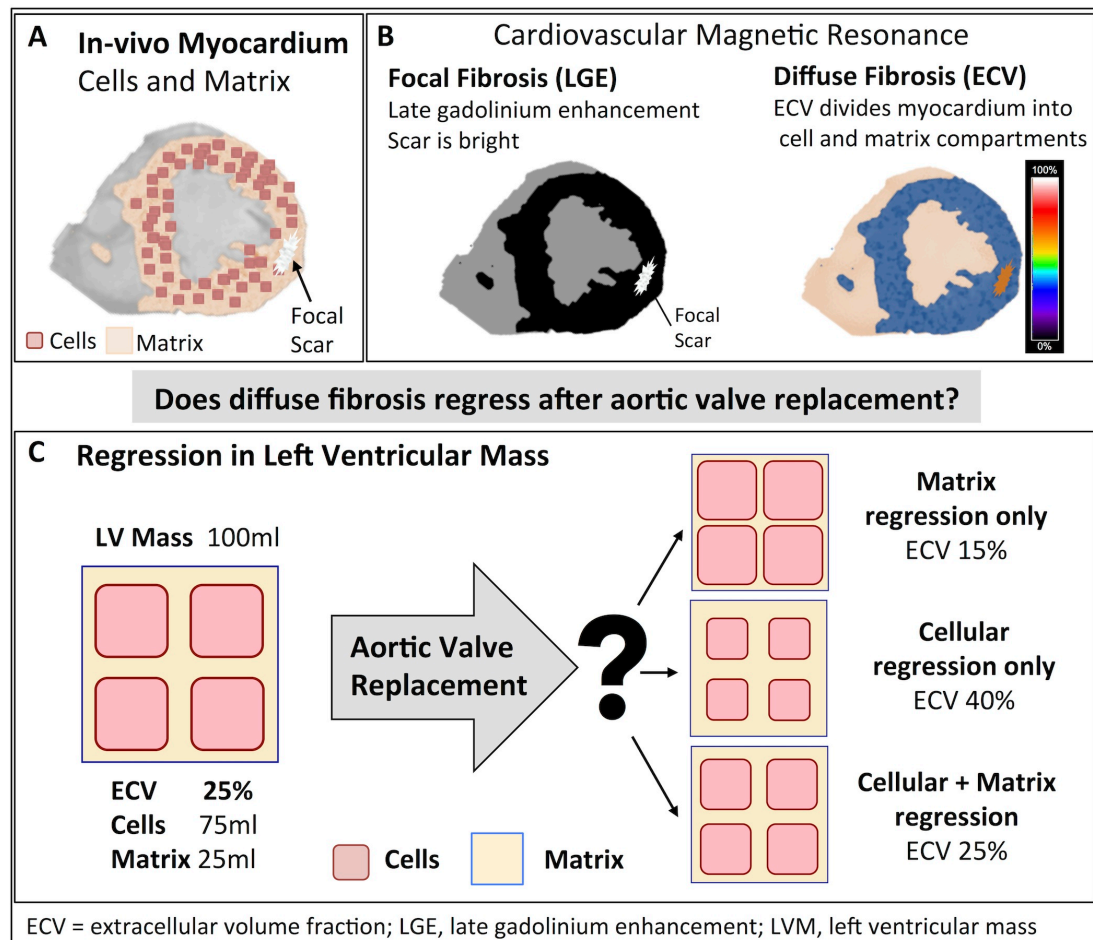 A In-vivo Myocardium
Cells and Matrix
Focal
Scar
Cells Matrix
B Cardiovascular Magnetic Resonance
Focal Fibrosis (LGE)
Late gadolinium enhancement
Scar is bright
Focal
Scar
Diffuse Fibrosis (ECV)
ECV divides myocardium into
cell and matrix compartments
100%
0%
Does diffuse fibrosis regress after aortic valve replacement?
C Regression in Left Ventricular Mass
LV Mass 100ml
ECV 25%
Cells 75ml
Matrix 25ml
Aortic Valve
Replacement
?
Matrix
regression only
ECV 15%
Cellular
regression only
ECV 40%
Cellular + Matrix
regression
ECV 25%
Cells Matrix
ECV = extracellular volume fraction; LGE, late gadolinium enhancement; LVM, left ventricular mass